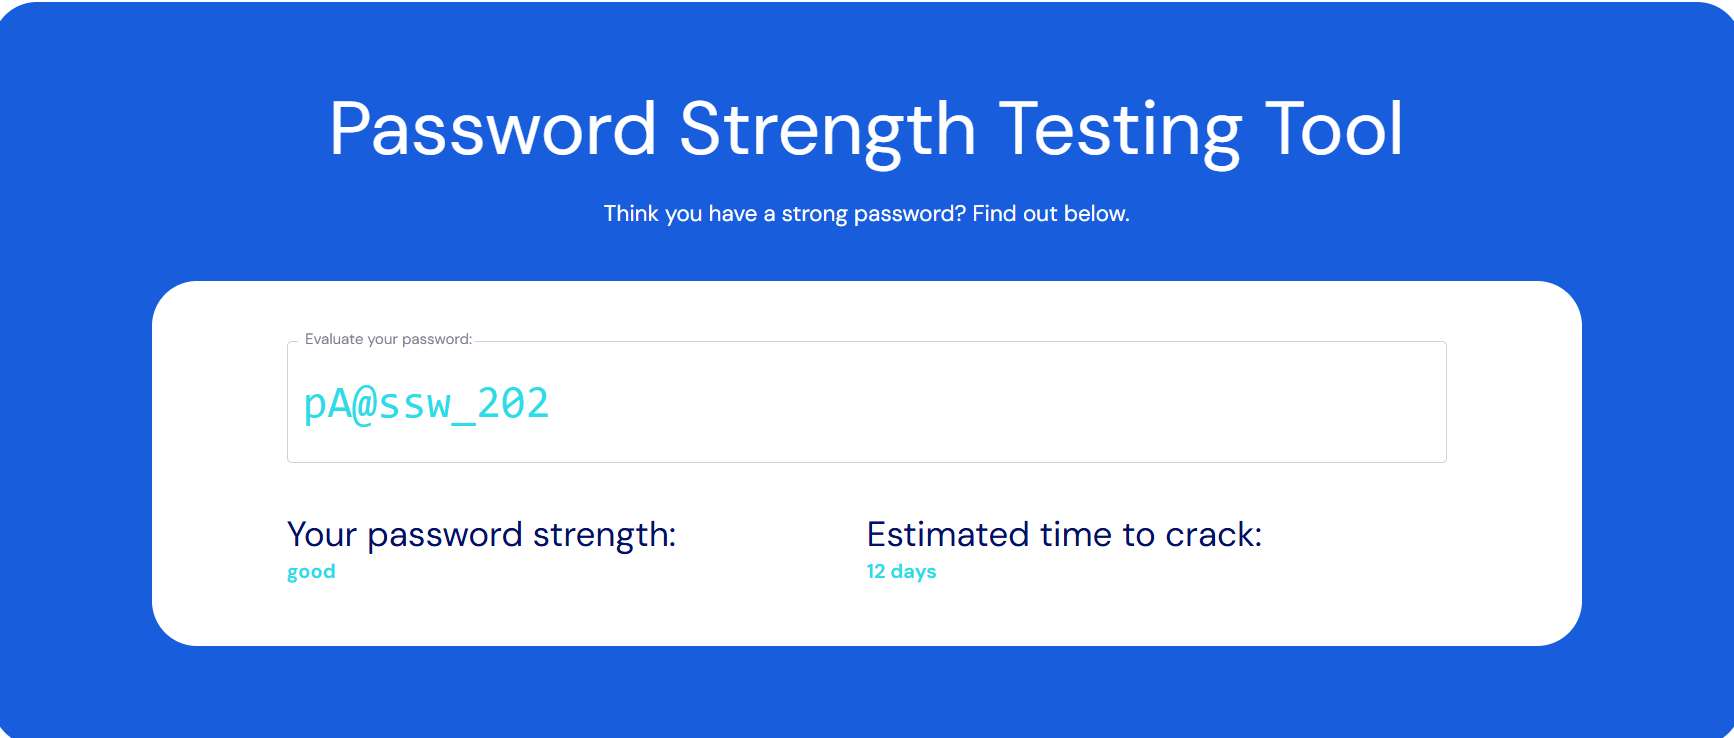 Password Strength Testing Tool
Think you have a strong password? Find out below.
Evaluate your password:
pA@ssw_202
Your password strength:
good
Estimated time to crack:
12 days